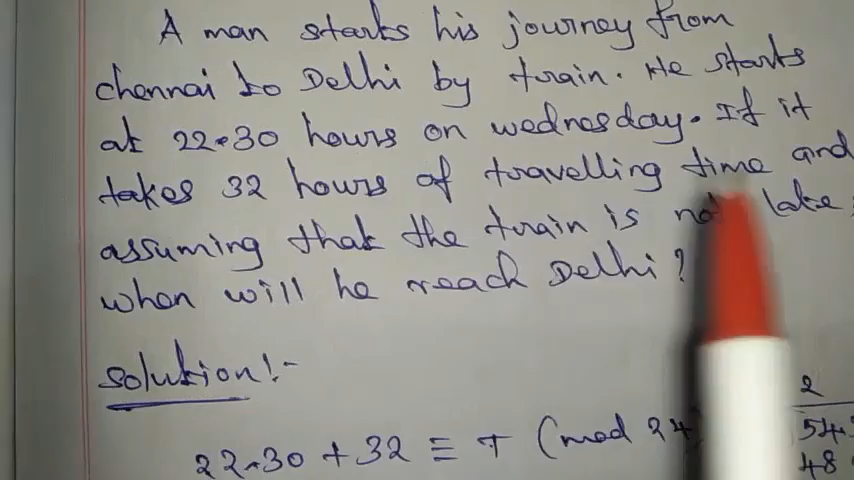 A man starts his journey from
chennai to Delhi by train. He starts
at 22.30 hours on wednesday. If it
takes 32 hours of travelling time and
assuming that the train is not late,
when will he reach Delhi?
solution:-
22.30 + 32 ≡ T (mod 24)
2
54.
48